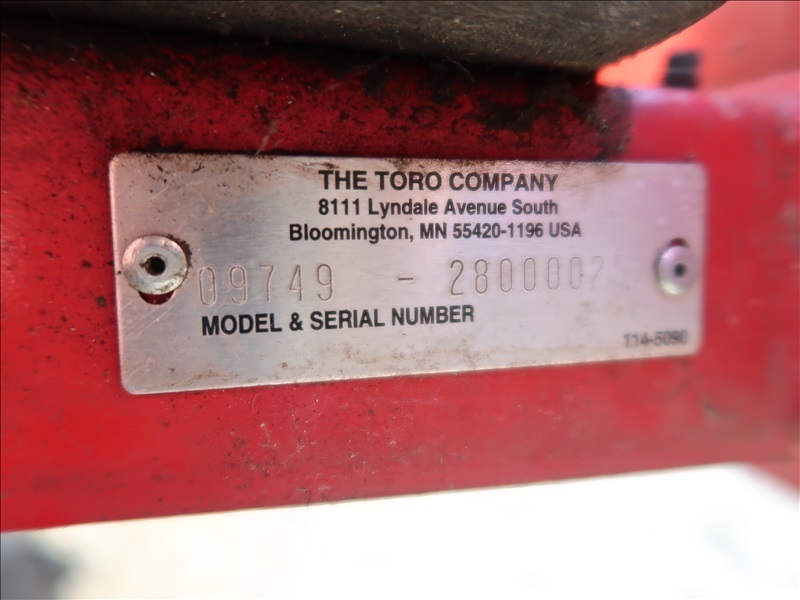 THE TORO COMPANY
8111 Lyndale Avenue South
Bloomington, MN 55420-1196 USA
09749 -
MODEL & SERIAL NUMBER
114-5090